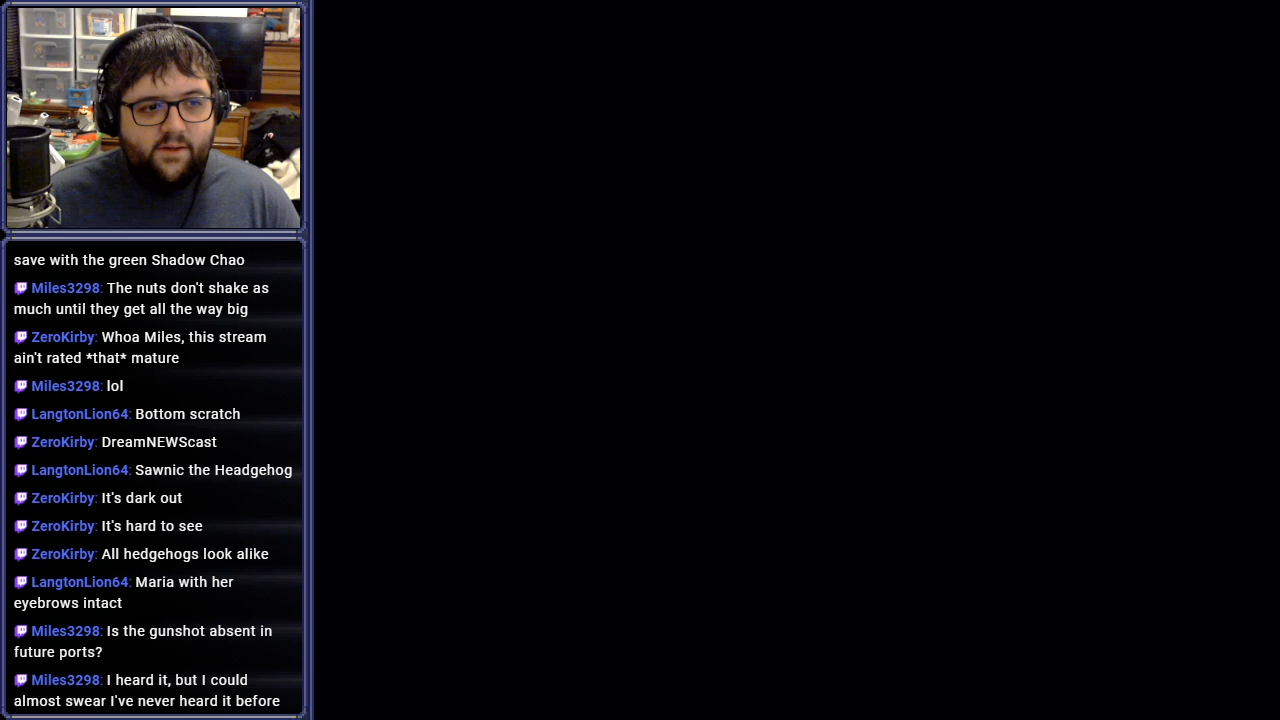 save with the green Shadow Chao
Miles3298: The nuts don't shake as
much until they get all the way big
ZeroKirby: Whoa Miles, this stream
ain't rated *that* mature
Miles3298: lol
LangtonLion64: Bottom scratch
ZeroKirby: DreamNEWScast
LangtonLion64: Sawnic the Headgehog
ZeroKirby: It's dark out
ZeroKirby: It's hard to see
ZeroKirby: All hedgehogs look alike
LangtonLion64: Maria with her
eyebrows intact
Miles3298: Is the gunshot absent in
future ports?
Miles3298: I heard it, but I could
almost swear I've never heard it before